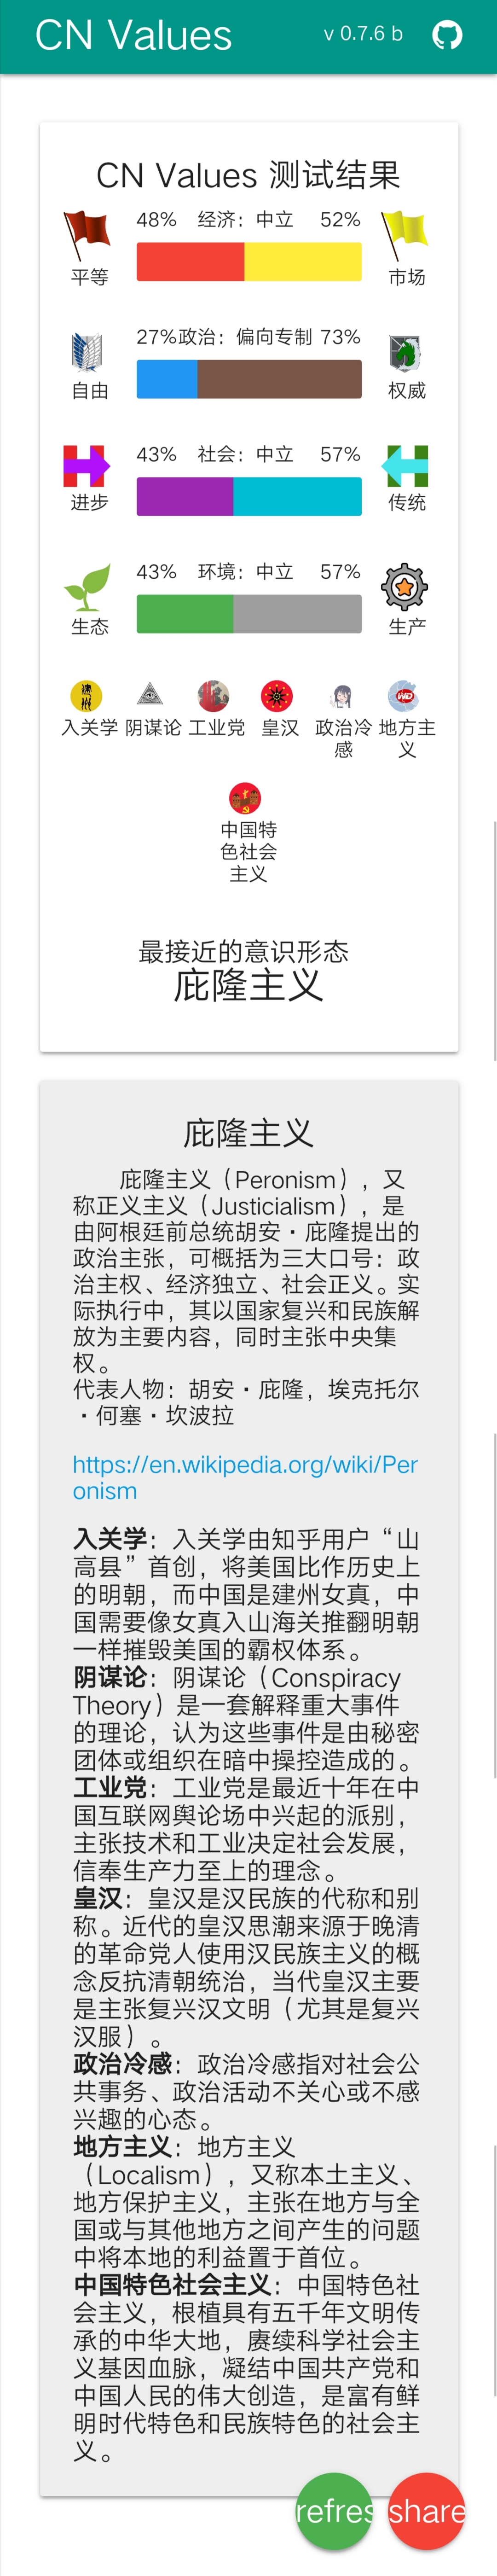 CN Values v 0.7.6 b
CN Values 测试结果
48% 经济：中立 52%
平等 市场
27%政治：偏向专制 73%
自由 权威
43% 社会：中立 57%
进步 传统
43% 环境：中立 57%
生态 生产
入关学 阴谋论 工业党 皇汉 政治冷感 地方主义
中国特
色社会
主义
最接近的意识形态
庇隆主义
庇隆主义
庇隆主义（Peronism），又
称正义主义（Justicialism），是
由阿根廷前总统胡安·庇隆提出的
政治主张，可概括为三大口号：政
治主权、经济独立、社会正义。实
际执行中，其以国家复兴和民族解
放为主要内容，同时主张中央集
权。
代表人物：胡安·庇隆，埃克托尔
·何塞·坎波拉
https://en.wikipedia.org/wiki/Per
onism
入关学：入关学由知乎用户“山
高县”首创，将美国比作历史上
的明朝，而中国是建州女真，中
国需要像女真入山海关推翻明朝
一样摧毁美国的霸权体系。
阴谋论：阴谋论（Conspiracy
Theory）是一套解释重大事件
的理论，认为这些事件是由秘密
团体或组织在暗中操控造成的。
工业党：工业党是最近十年在中
国互联网舆论场中兴起的派别，
主张技术和工业决定社会发展，
信奉生产力至上的理念。
皇汉：皇汉是汉民族的代称和别
称。近代的皇汉思潮来源于晚清
的革命党人使用汉民族主义的概
念反抗清朝统治，当代皇汉主要
是主张复兴汉文明（尤其是复兴
汉服）。
政治冷感：政治冷感指对社会公
共事务、政治活动不关心或不感
兴趣的心态。
地方主义：地方主义
（Localism），又称本土主义、
地方保护主义，主张在地方与全
国或与其他地方之间产生的问题
中将本地的利益置于首位。
中国特色社会主义：中国特色社
会主义，根植具有五千年文明传
承的中华大地，赓续科学社会主
义基因血脉，凝结中国共产党和
中国人民的伟大创造，是富有鲜
明时代特色和民族特色的社会主
义。
refres share